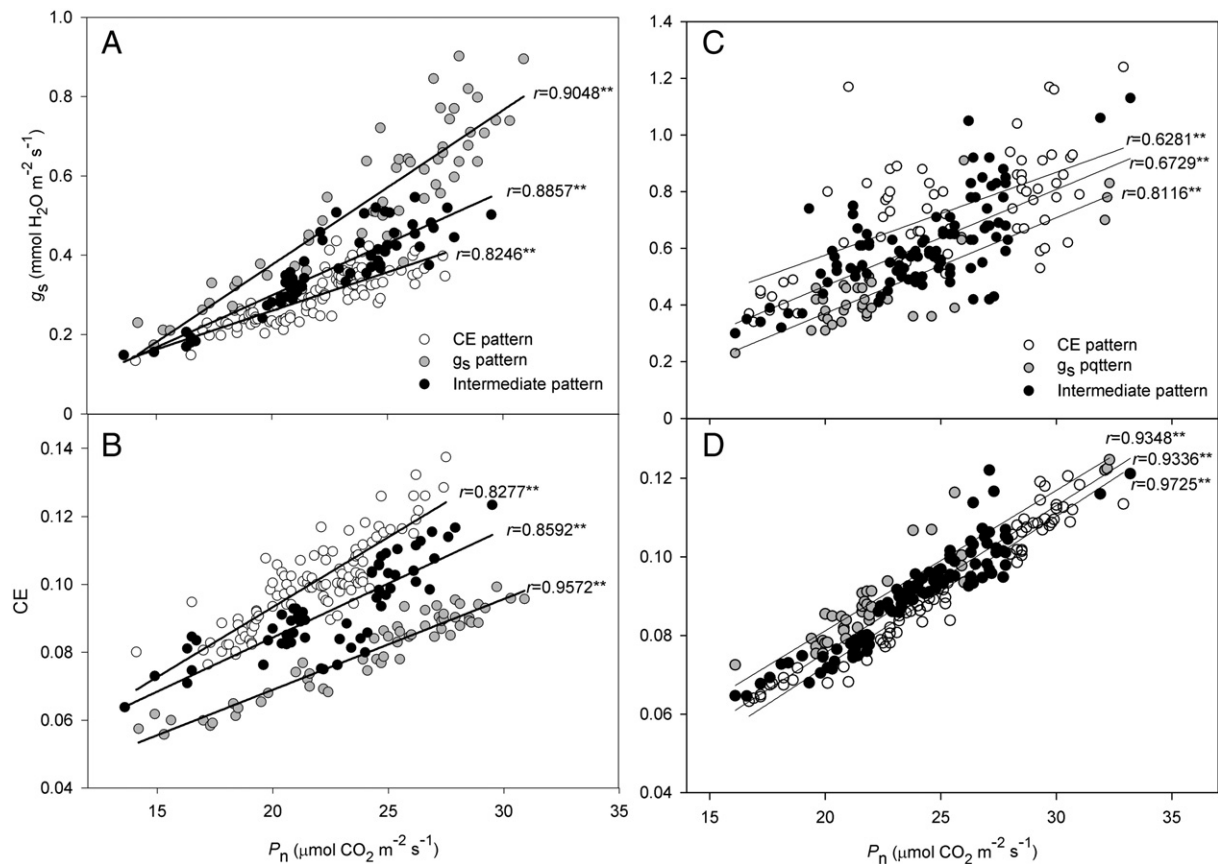 A
1.0
0.8
0.6
0.4
0.2
0
gs (mmol H2O m−2 s−1)
r=0.9048**
r=0.8857**
r=0.8246**
CE pattern
gs pattern
Intermediate pattern
C
1.4
1.2
1.0
0.8
0.6
0.4
0.2
0
r=0.6281**
r=0.6729**
r=0.8116**
CE pattern
gs pqttern
Intermediate pattern
B
0.14
0.12
0.10
0.08
0.06
0.04
CE
r=0.8277**
r=0.8592**
r=0.9572**
15 20 25 30 35
Pn (μmol CO2 m−2 s−1)
D
0.12
0.10
0.08
0.06
0.04
r=0.9348**
r=0.9336**
r=0.9725**
15 20 25 30 35
Pn (μmol CO2 m−2 s−1)